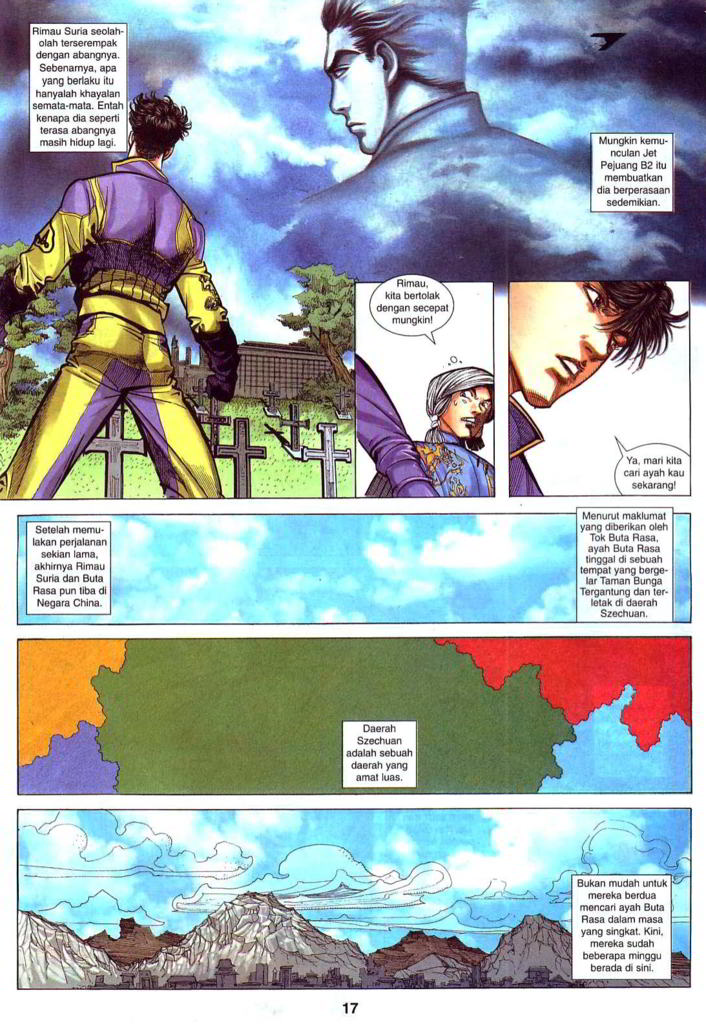 Rimau Suria seolah-
olah terserempak
dengan abangnya.
Sebenarnya, apa
yang berlaku itu
hanyalah khayalan
semata-mata. Entah
kenapa dia seperti
terasa abangnya
masih hidup lagi.
Mungkin kemu-
nculan Jet
Pejuang B2 itu
membuatkan
dia berperasaan
sedemikian.
Rimau,
kita bertolak
dengan secepat
mungkin!
Ya, mari kita
cari ayah kau
sekarang!
Setelah memu-
lakan perjalanan
sekian lama,
akhirnya Rimau
Suria dan Buta
Rasa pun tiba di
Negara China.
Menurut maklumat
yang diberikan oleh
Tok Buta Rasa,
ayah Buta Rasa
tinggal di sebuah
tempat yang berge-
lar Taman Bunga
Tergantung dan ter-
letak di daerah
Szechuan.
Daerah
Szechuan
adalah sebuah
daerah yang
amat luas.
Bukan mudah untuk
mereka berdua
mencari ayah Buta
Rasa dalam masa
yang singkat. Kini,
mereka sudah
beberapa minggu
berada di sini.
17